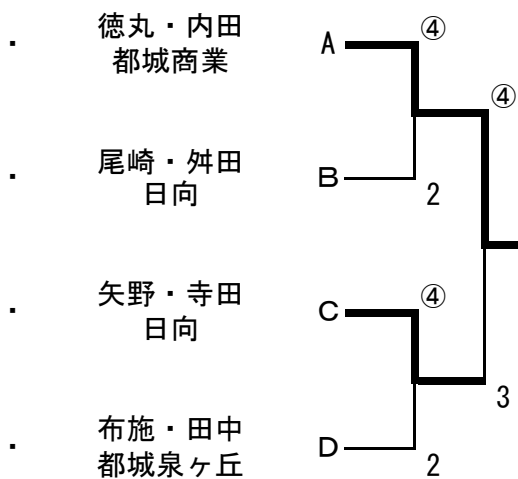 ・ 徳丸・内田 A ④
都城商業
④
・ 尾崎・舛田 B 2
日向
・ 矢野・寺田 C ④
日向
3
・ 布施・田中 D 2
都城泉ヶ丘